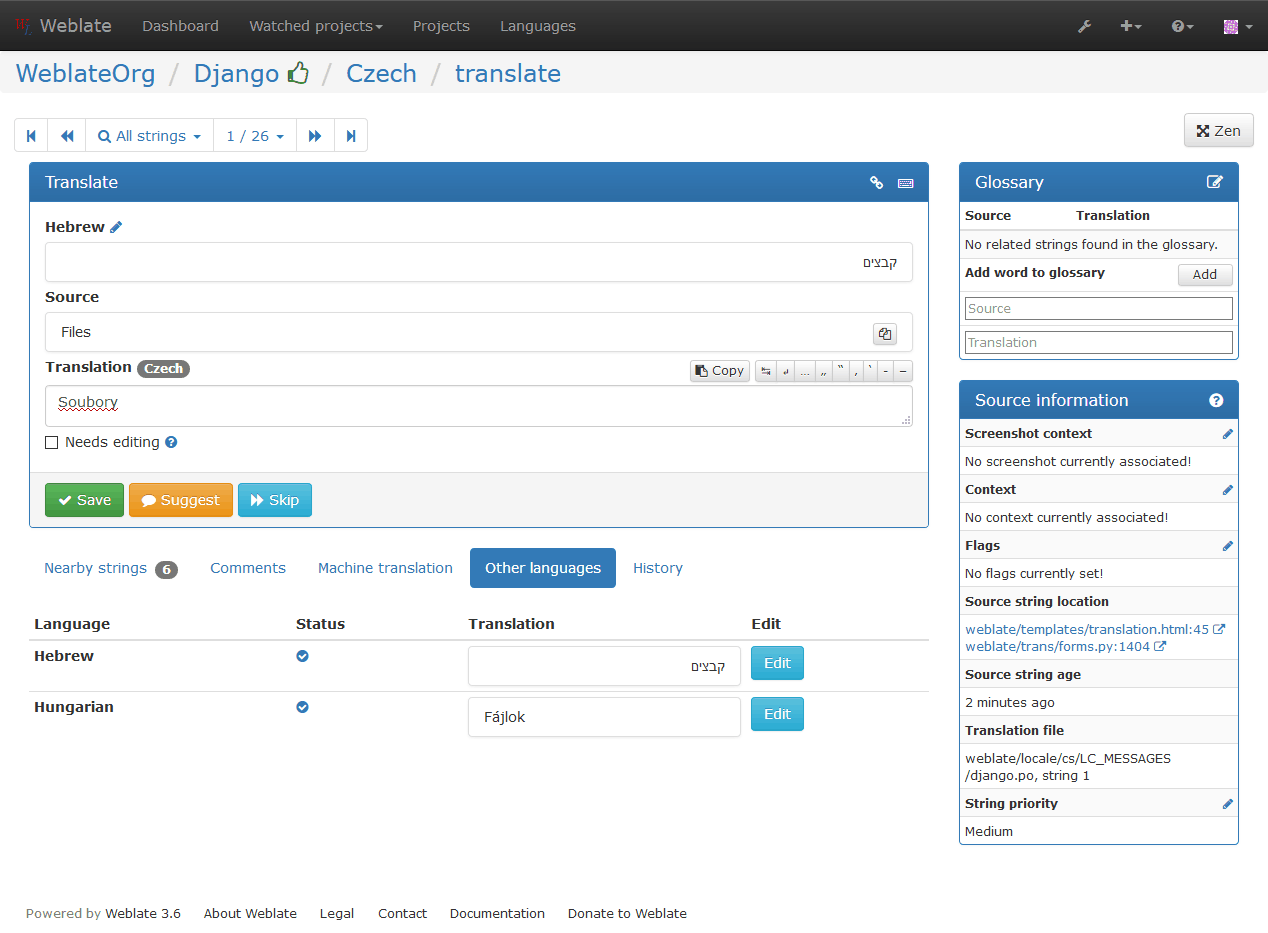 Weblate Dashboard Watched projects Projects Languages
WeblateOrg / Django / Czech / translate
All strings 1 / 26 Zen
Translate
Hebrew
קבצים
Source
Files
Translation Czech Copy ↹ ↵ … „ “ ‚ ‘ - –
Soubory
Needs editing
Save Suggest Skip
Nearby strings 6 Comments Machine translation Other languages History
Language Status Translation Edit
Hebrew קבצים Edit
Hungarian Fájlok Edit
Glossary
Source Translation
No related strings found in the glossary.
Add word to glossary Add
Source
Translation
Source information
Screenshot context
No screenshot currently associated!
Context
No context currently associated!
Flags
No flags currently set!
Source string location
weblate/templates/translation.html:45
weblate/trans/forms.py:1404
Source string age
2 minutes ago
Translation file
weblate/locale/cs/LC_MESSAGES
/django.po, string 1
String priority
Medium
Powered by Weblate 3.6 About Weblate Legal Contact Documentation Donate to Weblate